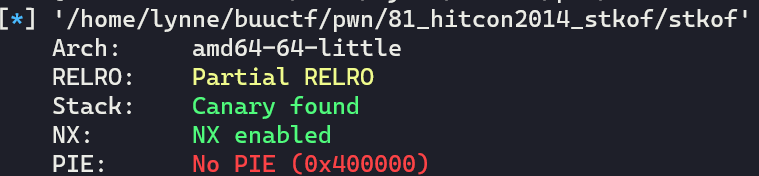 [*] '/home/lynne/buuctf/pwn/81_hitcon2014_stkof/stkof'
Arch: amd64-64-little
RELRO: Partial RELRO
Stack: Canary found
NX: NX enabled
PIE: No PIE (0x400000)